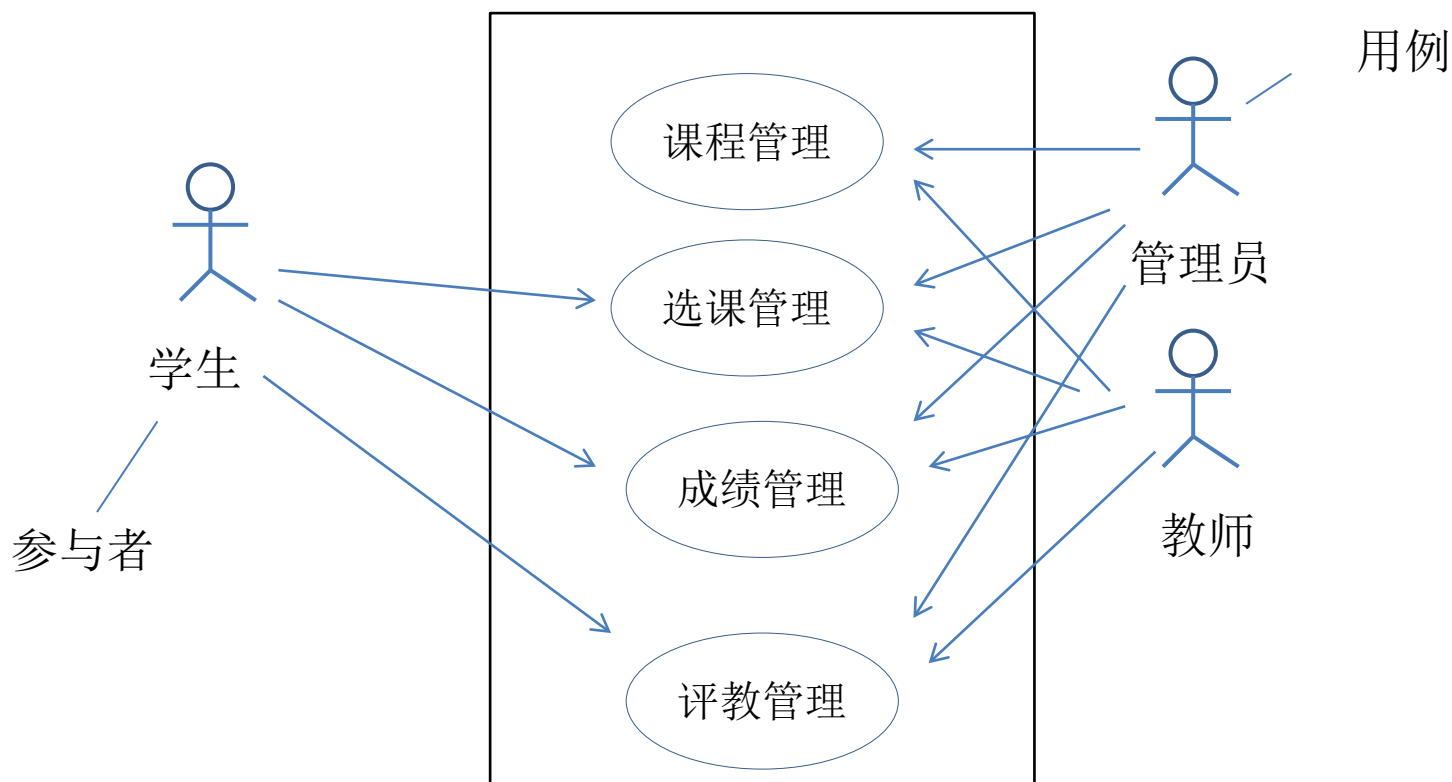 用例
课程管理
管理员
选课管理
学生
成绩管理
教师
参与者
评教管理